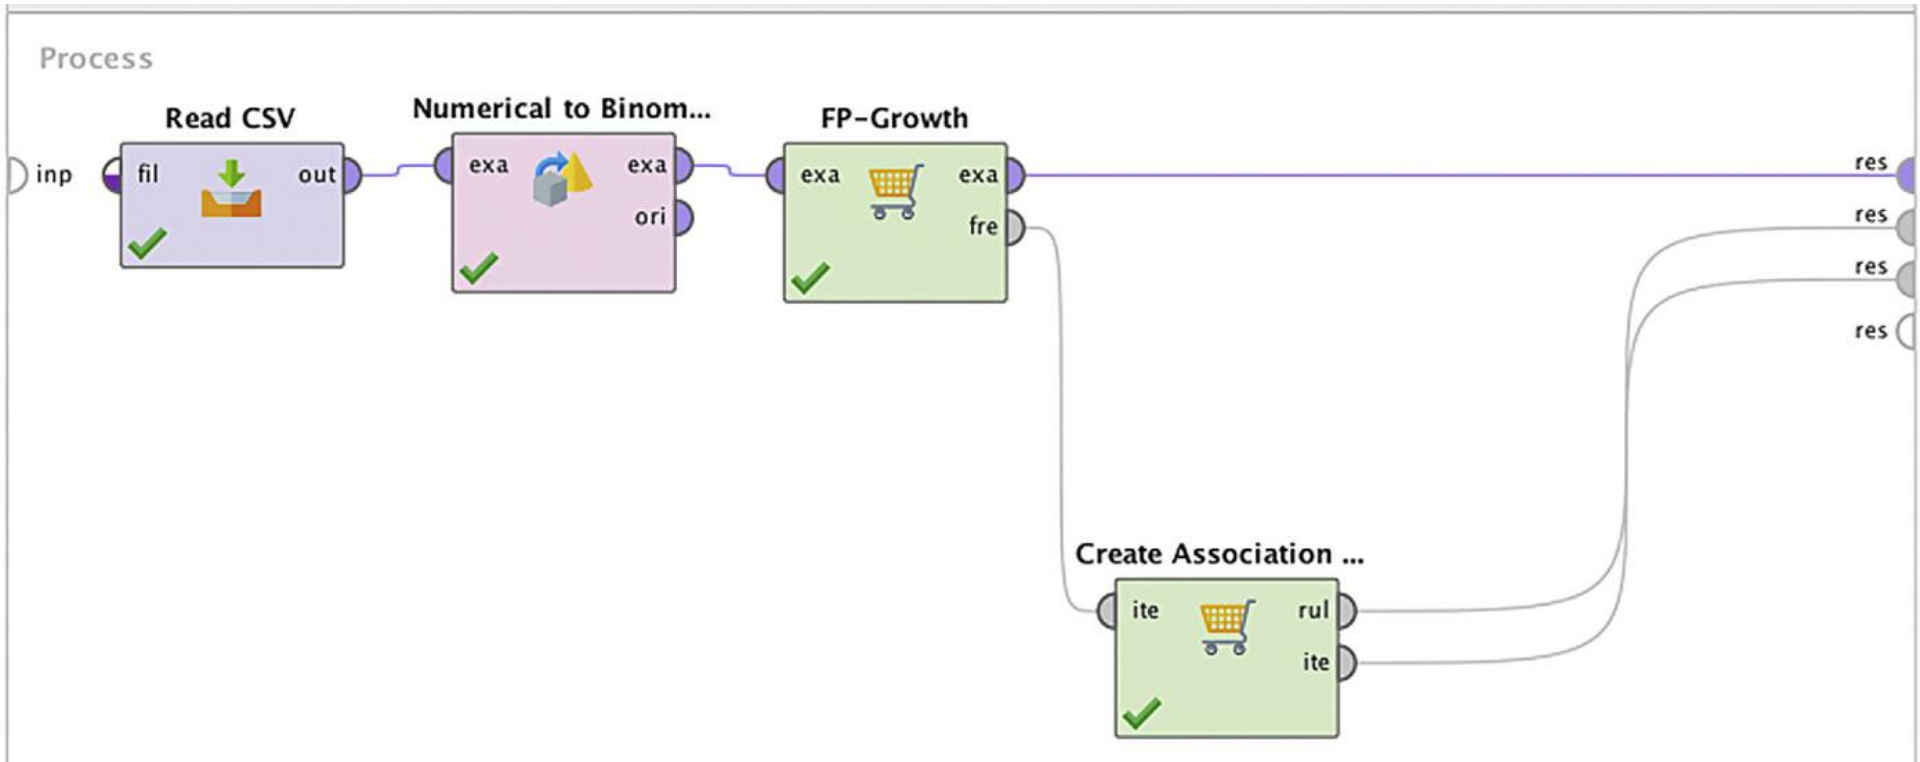 Process
Read CSV
Numerical to Binom...
FP-Growth
inp
fil
out
exa
exa
ori
exa
exa
fre
res
res
res
res
Create Association ...
ite
rul
ite